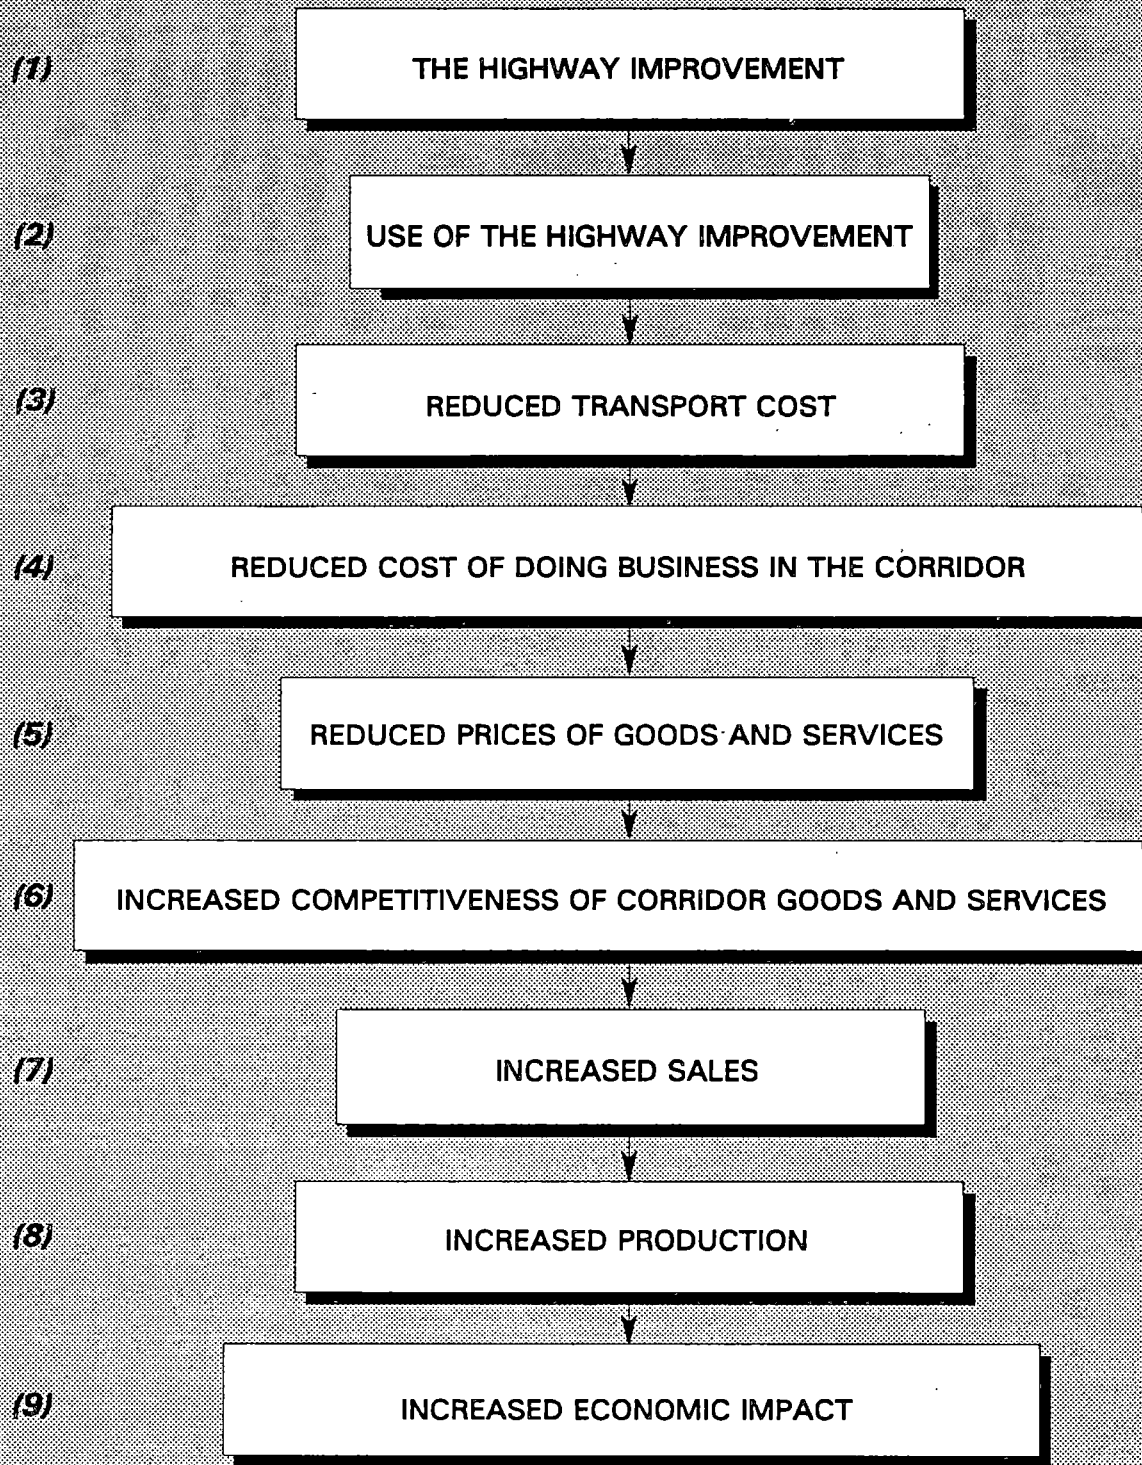 (1) THE HIGHWAY IMPROVEMENT
(2) USE OF THE HIGHWAY IMPROVEMENT
(3) REDUCED TRANSPORT COST
(4) REDUCED COST OF DOING BUSINESS IN THE CORRIDOR
(5) REDUCED PRICES OF GOODS AND SERVICES
(6) INCREASED COMPETITIVENESS OF CORRIDOR GOODS AND SERVICES
(7) INCREASED SALES
(8) INCREASED PRODUCTION
(9) INCREASED ECONOMIC IMPACT